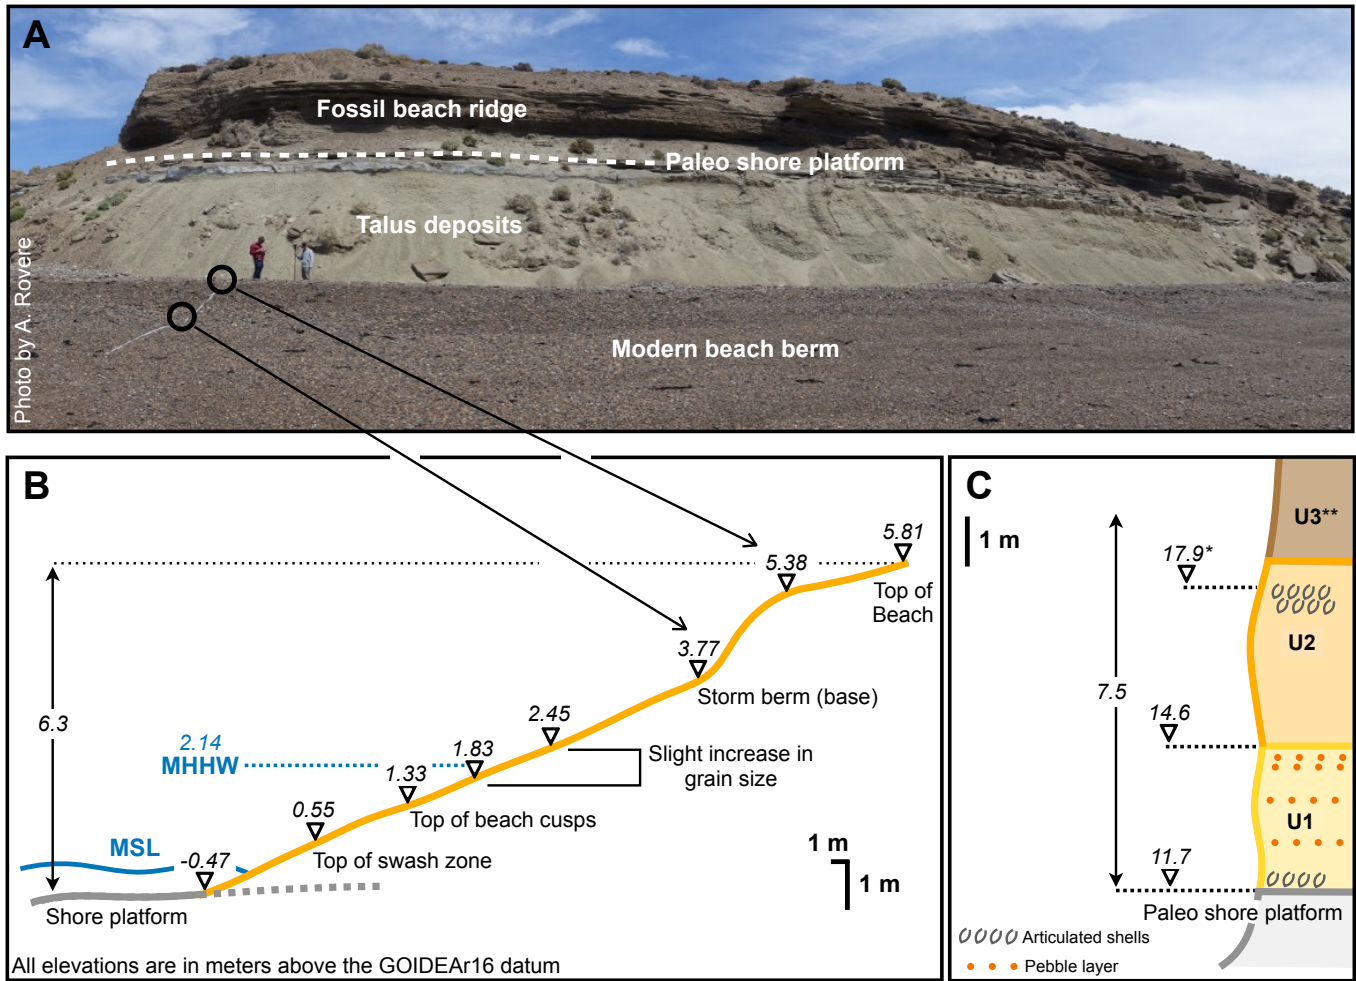 A
Fossil beach ridge
Paleo shore platform
Talus deposits
Modern beach berm
Photo by A. Rovere
B
5.81
5.38
Top of
Beach
3.77
Storm berm (base)
6.3
2.45
2.14
MHHW
1.83
Slight increase in
grain size
1.33
Top of beach cusps
0.55
Top of swash zone
MSL
-0.47
Shore platform
1 m
1 m
All elevations are in meters above the GOIDEAr16 datum
C
1 m
U3**
17.9*
U2
7.5
14.6
U1
11.7
Paleo shore platform
Articulated shells
Pebble layer